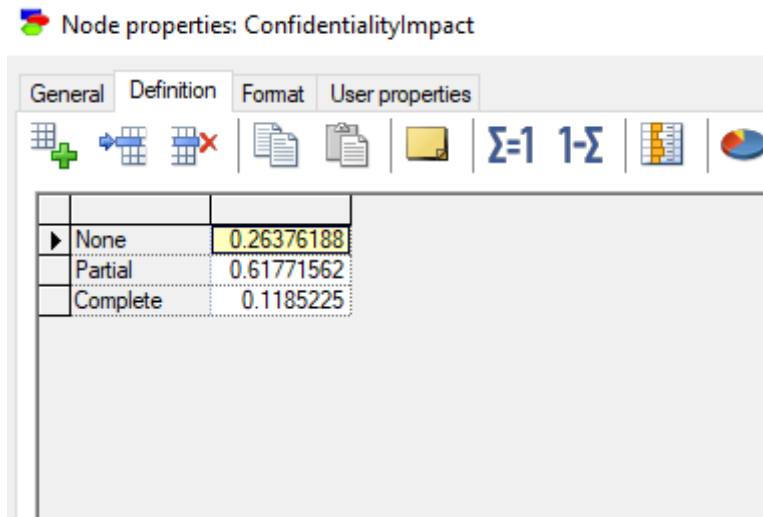 Node properties: ConfidentialityImpact
General Definition Format User properties
Σ=1 1-Σ
None 0.26376188
Partial 0.61771562
Complete 0.1185225